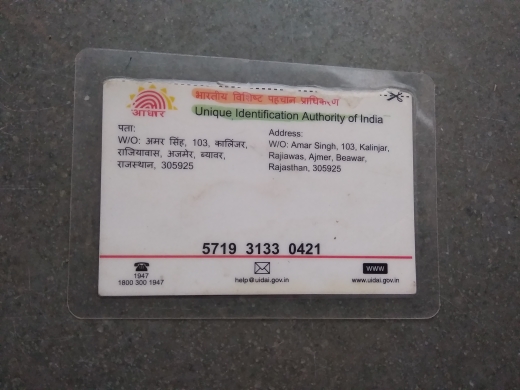 आधार
भारतीय विशिष्ट पहचान प्राधिकरण
Unique Identification Authority of India
पता:
W/O: अमर सिंह, 103, कालिंजर,
राजियावास, अजमेर, ब्यावर,
राजस्थान, 305925
Address:
W/O: Amar Singh, 103, Kalinjar,
Rajiawas, Ajmer, Beawar,
Rajasthan, 305925
5719 3133 0421
1947
1800 300 1947
help@uidai.gov.in
WWW
www.uidai.gov.in